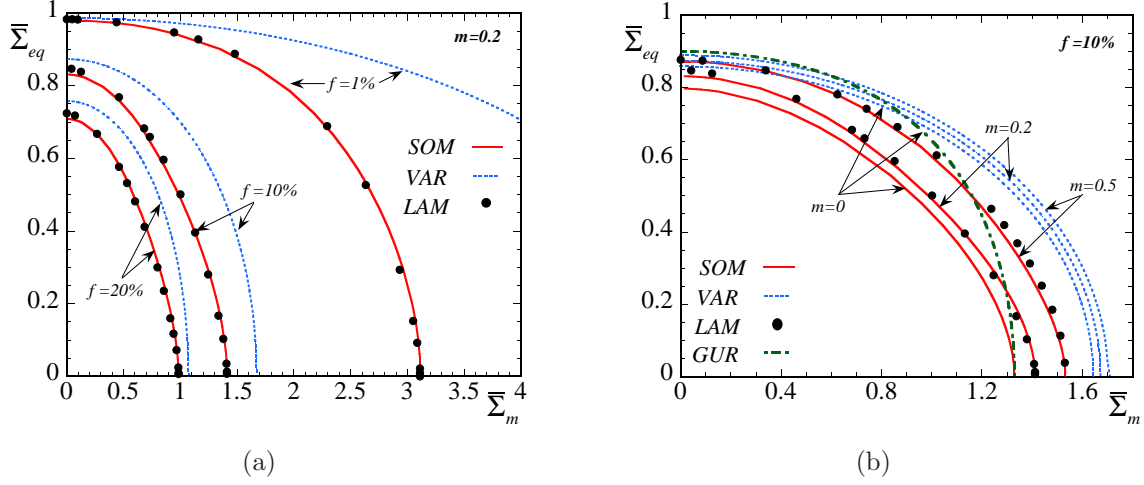 Σ̅eq
1
0.8
0.6
0.4
0.2
0
0
0.5
1
1.5
2
2.5
3
3.5
4
Σ̅m
m=0.2
f=1%
f=10%
f=20%
SOM
VAR
LAM
(a)
Σ̅eq
1
0.8
0.6
0.4
0.2
0
0
0.4
0.8
1.2
1.6
Σ̅m
f=10%
m=0.2
m=0.5
m=0
SOM
VAR
LAM
GUR
(b)